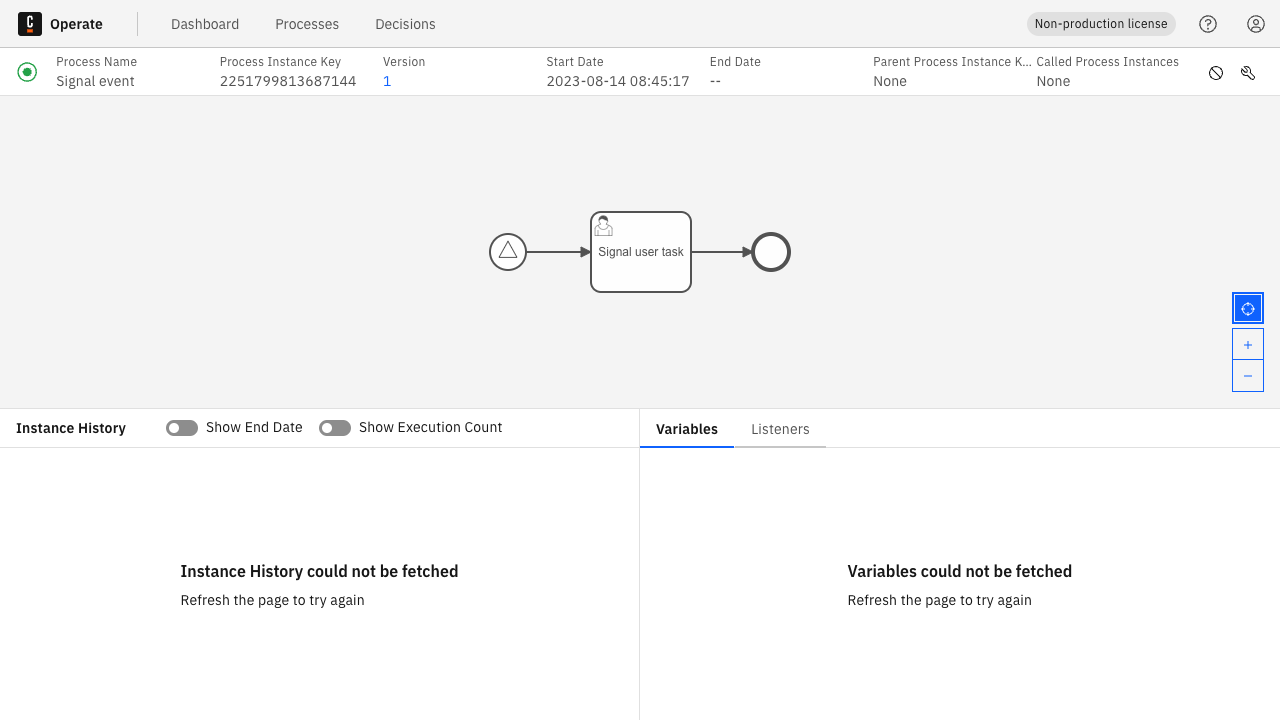 Operate
Dashboard
Processes
Decisions
Non-production license
Process Name
Signal event
Process Instance Key
2251799813687144
Version
1
Start Date
2023-08-14 08:45:17
End Date
--
Parent Process Instance K...
None
Called Process Instances
None
Signal user task
Instance History
Show End Date
Show Execution Count
Variables
Listeners
Instance History could not be fetched
Refresh the page to try again
Variables could not be fetched
Refresh the page to try again